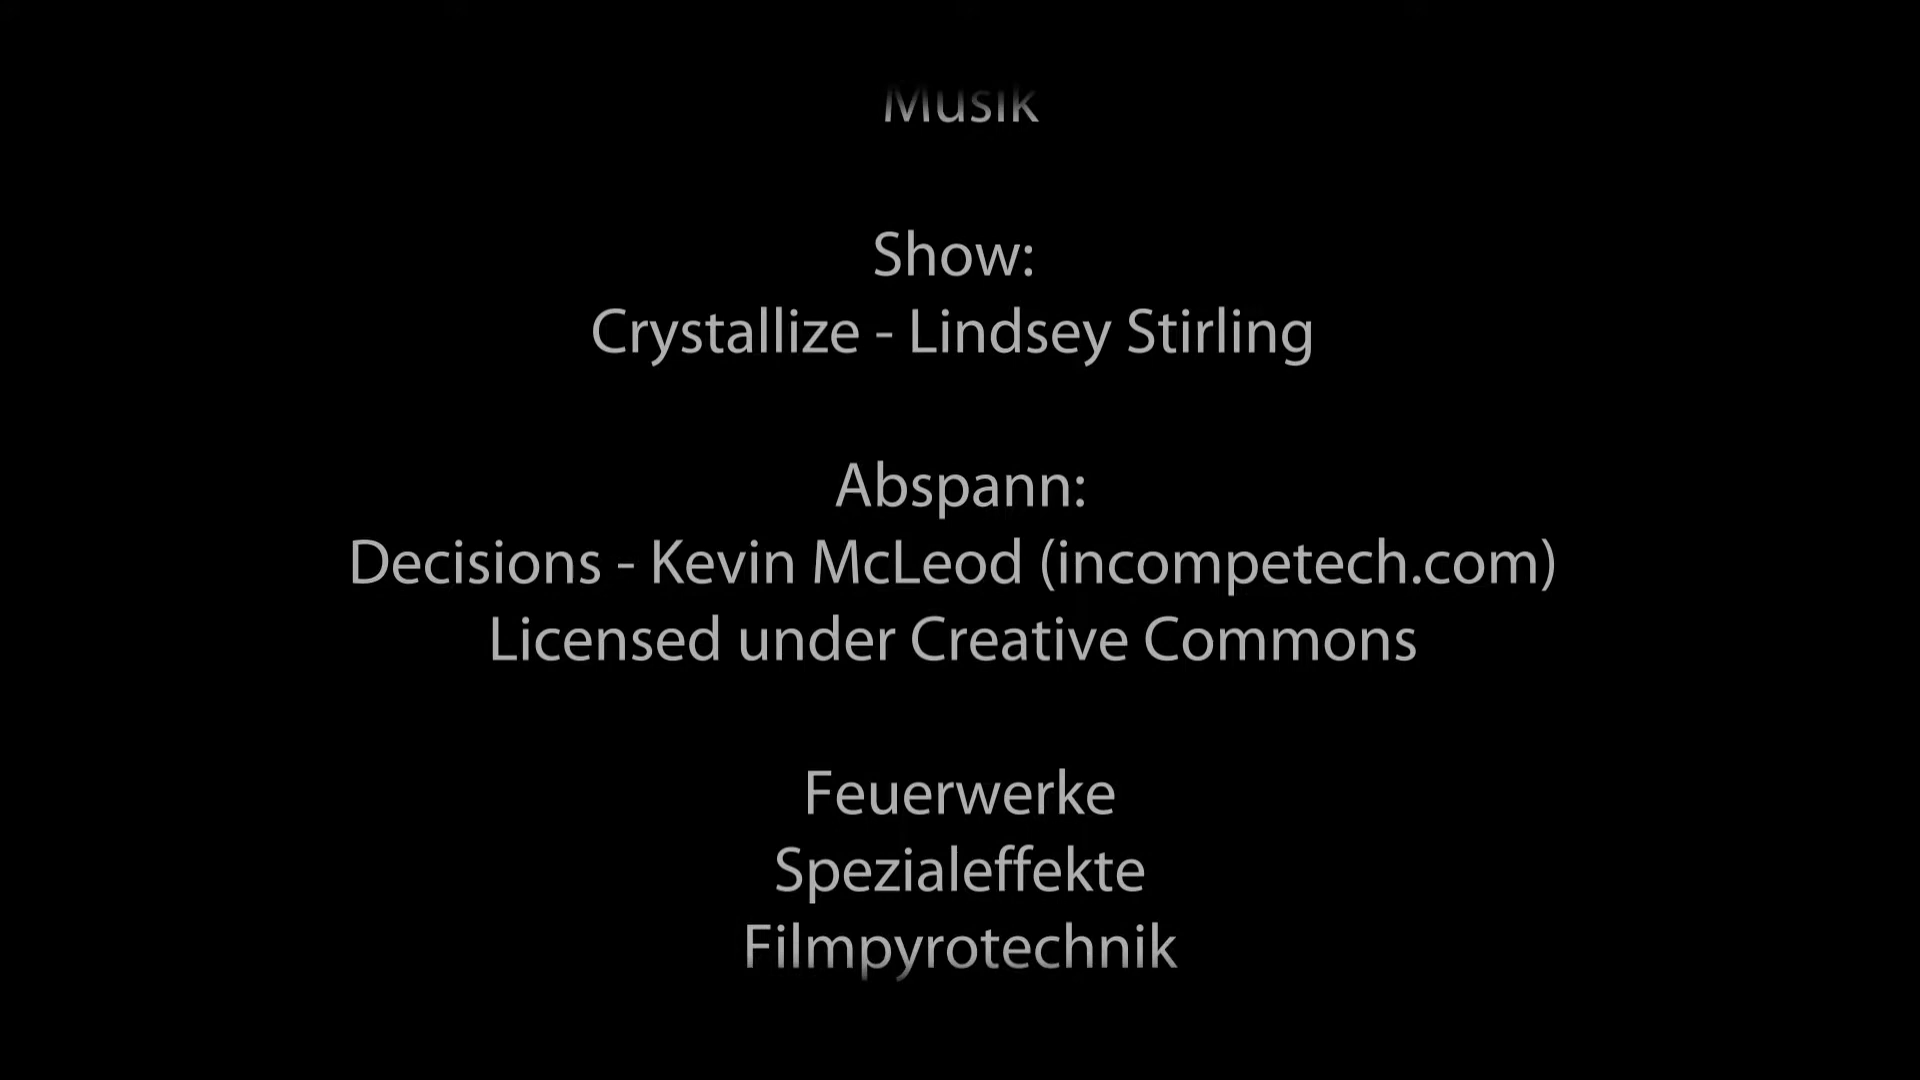 Musik
Show:
Crystallize - Lindsey Stirling
Abspann:
Decisions - Kevin McLeod (incompetech.com)
Licensed under Creative Commons
Feuerwerke
Spezialeffekte
Filmpyrotechnik